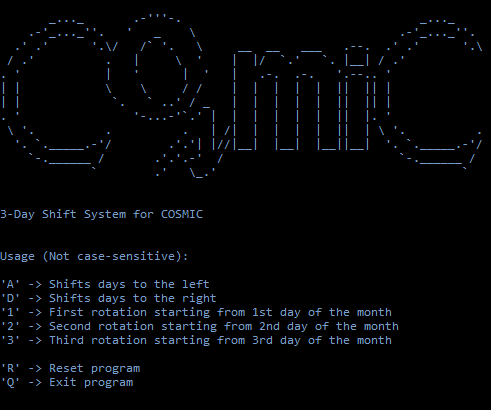 C9miC
3-Day Shift System for COSMIC
Usage (Not case-sensitive):
'A' -> Shifts days to the left
'D' -> Shifts days to the right
'1' -> First rotation starting from 1st day of the month
'2' -> Second rotation starting from 2nd day of the month
'3' -> Third rotation starting from 3rd day of the month
'R' -> Reset program
'Q' -> Exit program